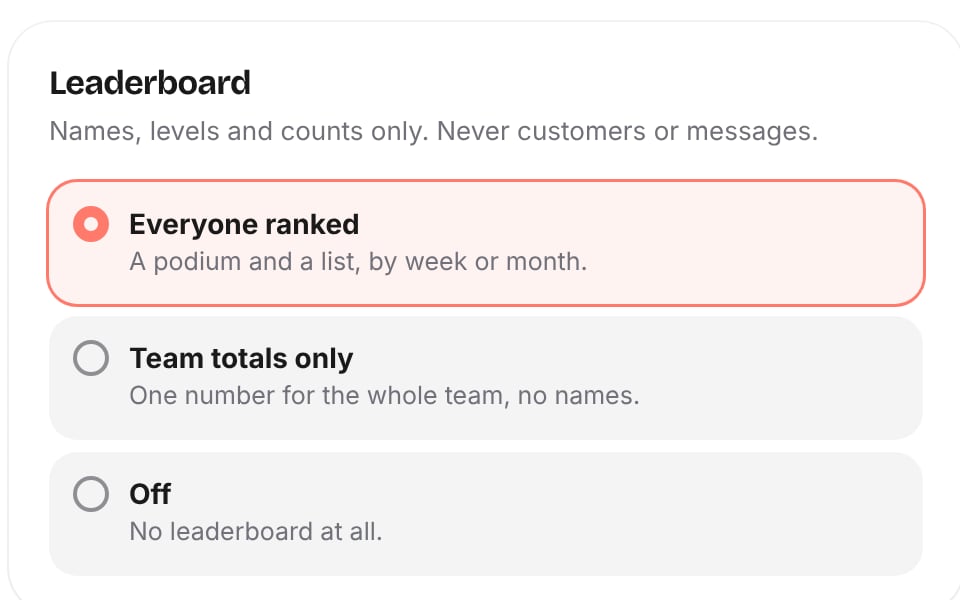 Leaderboard
Names, levels and counts only. Never customers or messages.
Everyone ranked
A podium and a list, by week or month.
Team totals only
One number for the whole team, no names.
Off
No leaderboard at all.